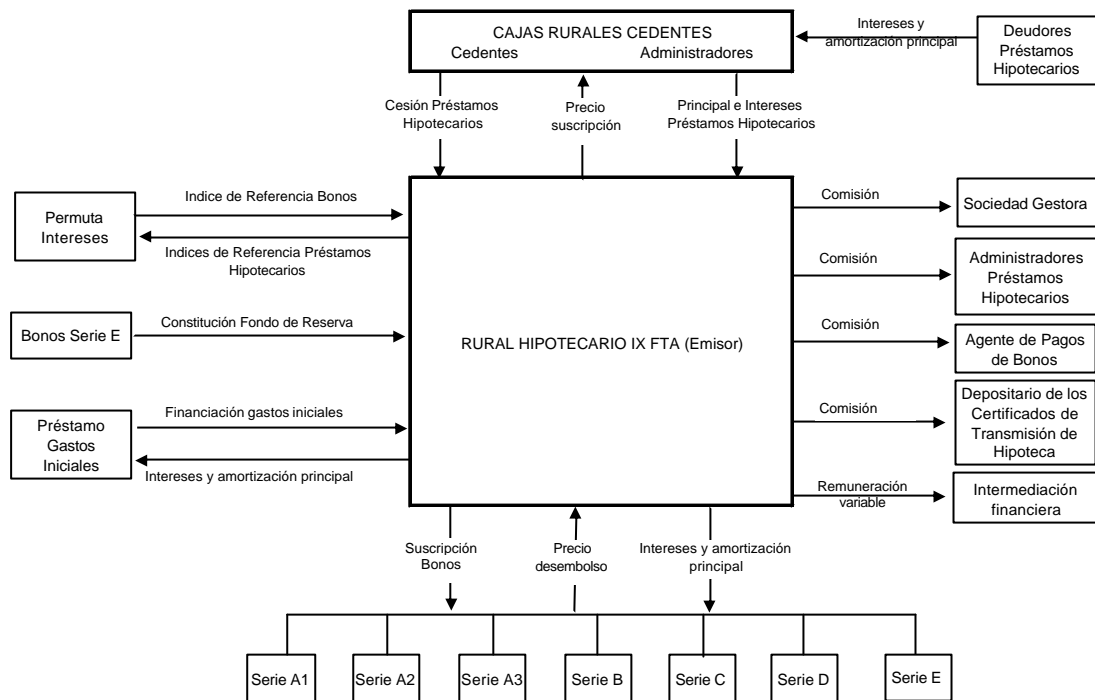 CAJAS RURALES CEDENTES
Cedentes
Administradores
Intereses y
amortización principal
Deudores
Préstamos
Hipotecarios
Cesión Préstamos
Hipotecarios
Precio
suscripción
Principal e Intereses
Préstamos Hipotecarios
Permuta
Intereses
Indice de Referencia Bonos
Indices de Referencia Préstamos
Hipotecarios
Bonos Serie E
Constitución Fondo de Reserva
Préstamo
Gastos
Iniciales
Financiación gastos iniciales
Intereses y amortización principal
RURAL HIPOTECARIO IX FTA (Emisor)
Comisión
Sociedad Gestora
Comisión
Administradores
Préstamos
Hipotecarios
Comisión
Agente de Pagos
de Bonos
Comisión
Depositario de los
Certificados de
Transmisión de
Hipoteca
Remuneración
variable
Intermediación
financiera
Suscripción
Bonos
Precio
desembolso
Intereses y amortización
principal
Serie A1
Serie A2
Serie A3
Serie B
Serie C
Serie D
Serie E